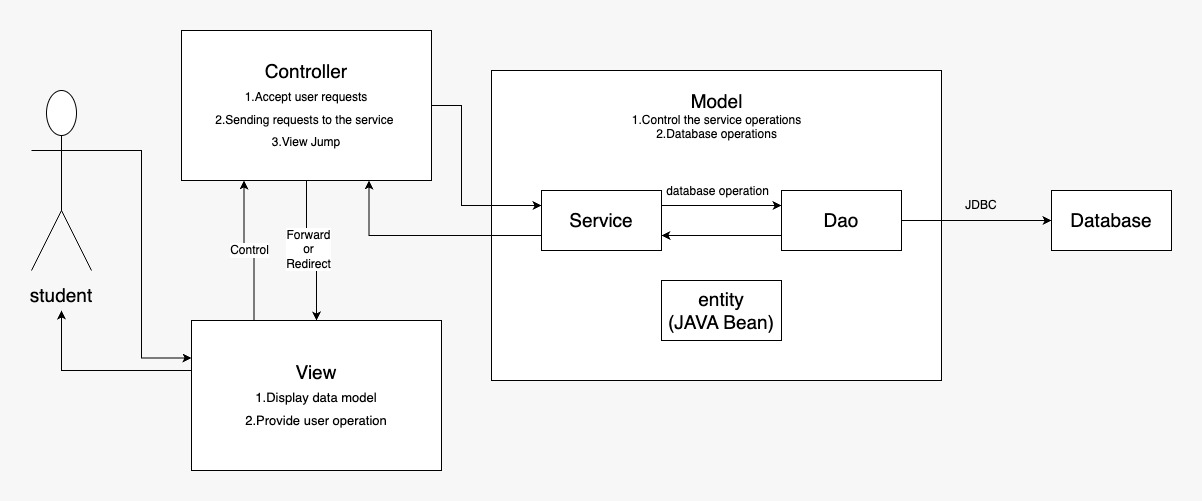 Controller
1.Accept user requests
2.Sending requests to the service
3.View Jump
Model
1.Control the service operations
2.Database operations
database operation
Service
Dao
JDBC
Database
Control
Forward
or
Redirect
student
entity
(JAVA Bean)
View
1.Display data model
2.Provide user operation